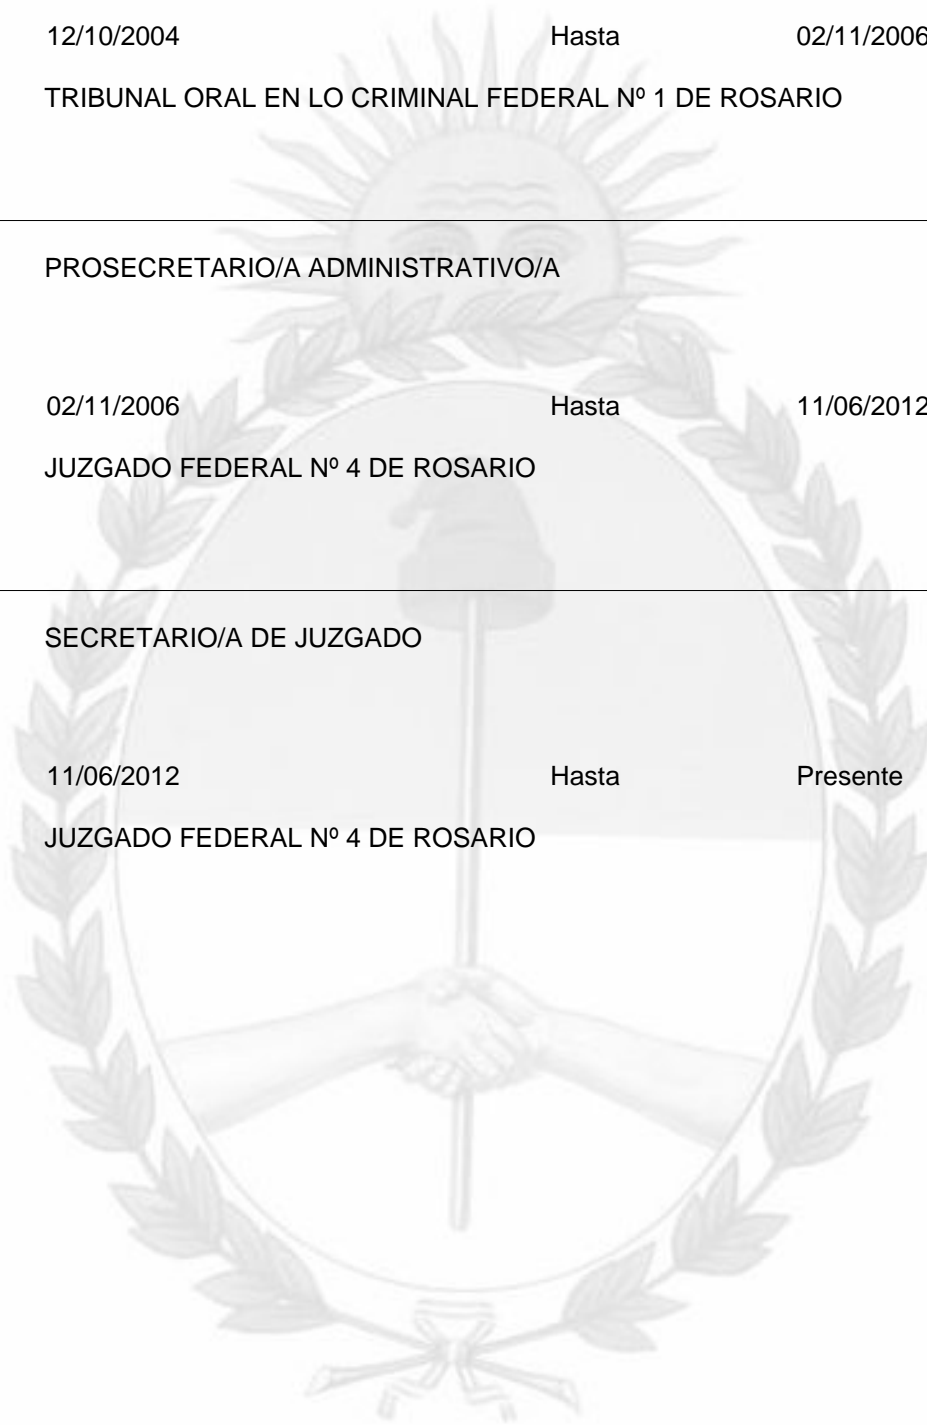 12/10/2004 Hasta 02/11/2006
TRIBUNAL ORAL EN LO CRIMINAL FEDERAL Nº 1 DE ROSARIO
PROSECRETARIO/A ADMINISTRATIVO/A
02/11/2006 Hasta 11/06/2012
JUZGADO FEDERAL Nº 4 DE ROSARIO
SECRETARIO/A DE JUZGADO
11/06/2012 Hasta Presente
JUZGADO FEDERAL Nº 4 DE ROSARIO